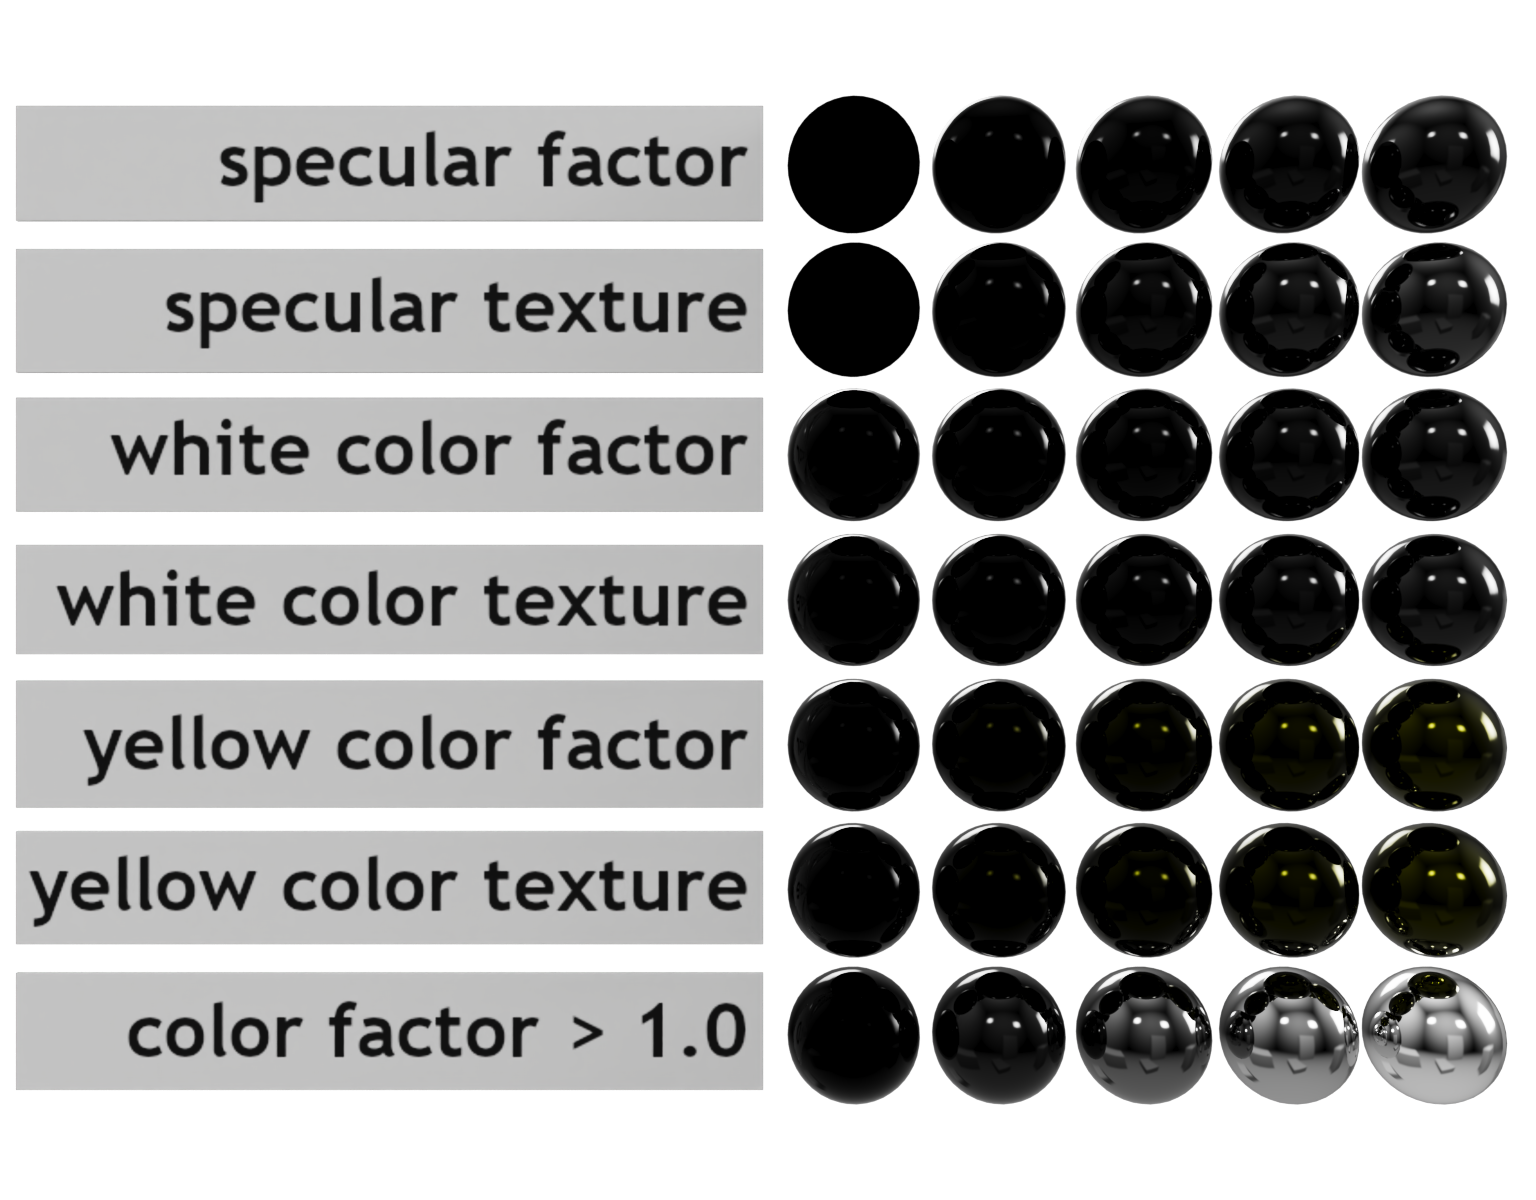 specular factor
specular texture
white color factor
white color texture
yellow color factor
yellow color texture
color factor > 1.0